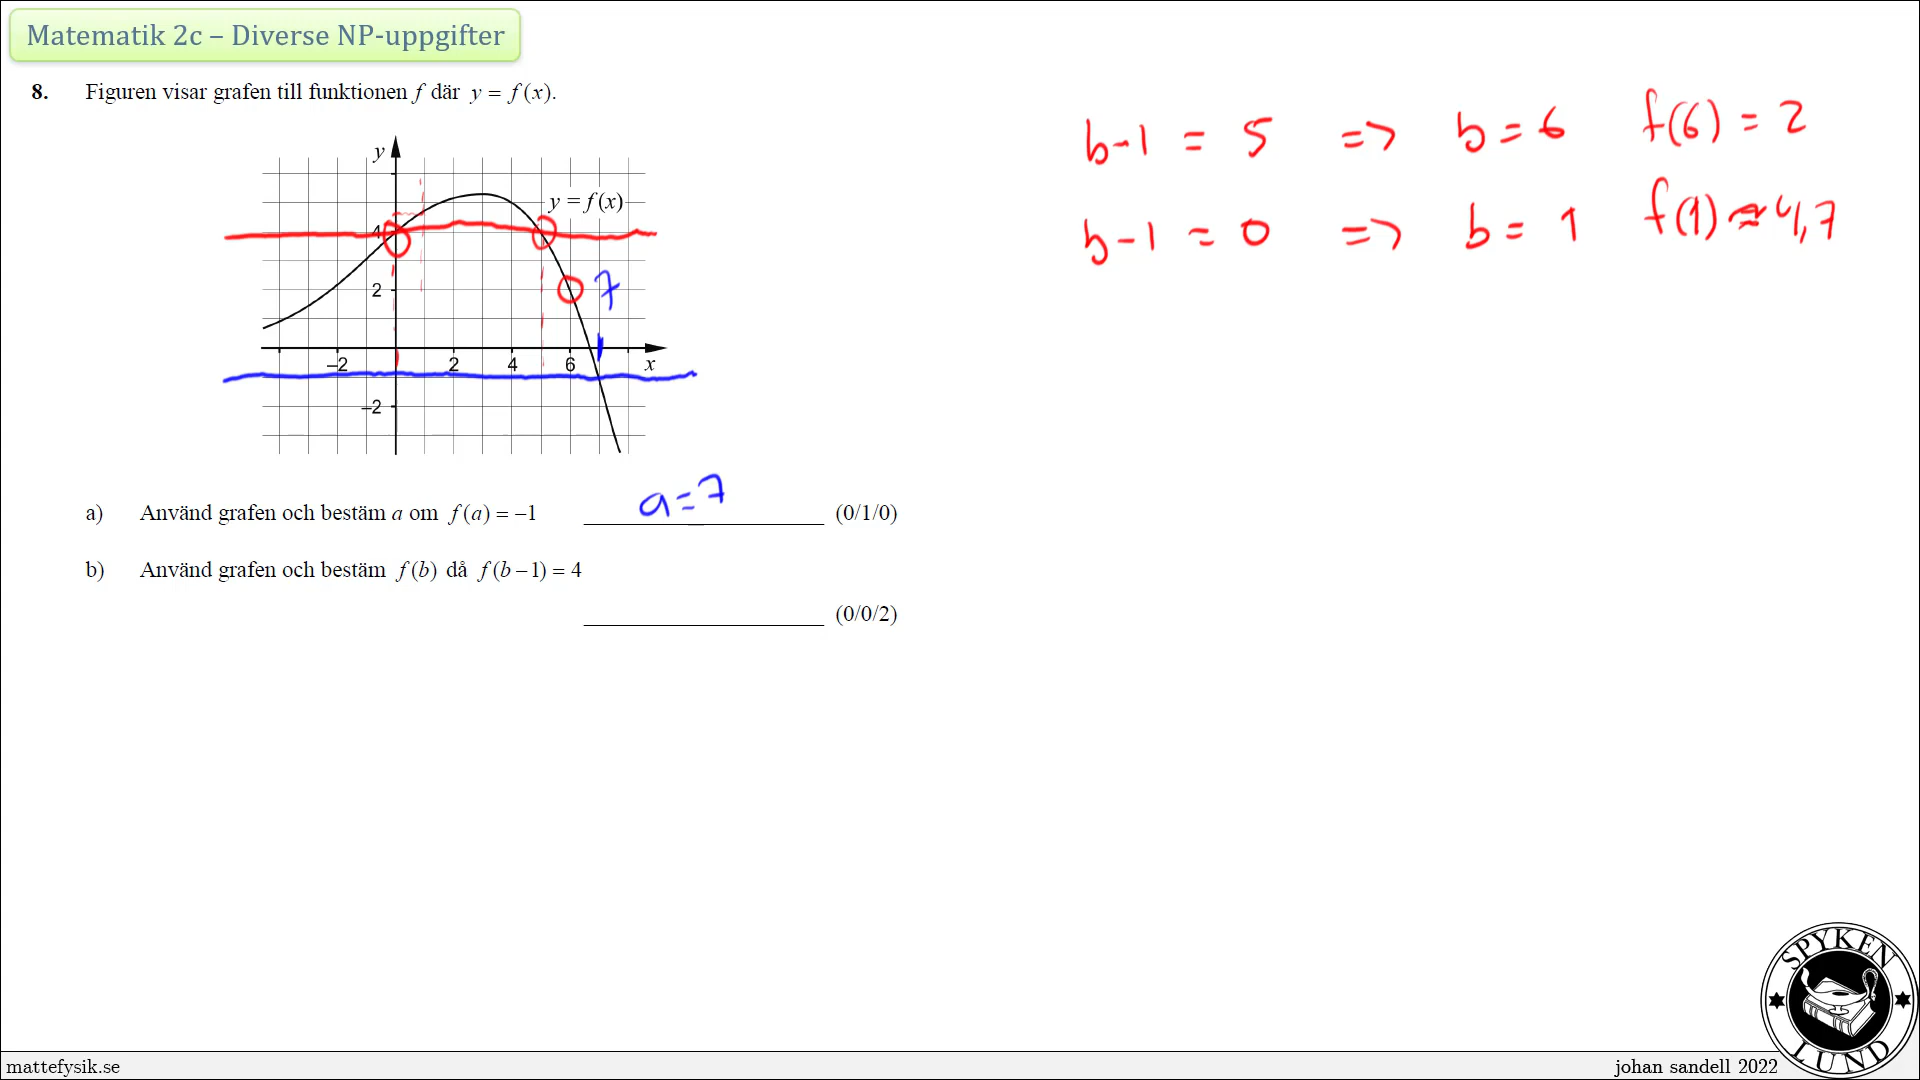 Matematik 2c – Diverse NP-uppgifter
8. Figuren visar grafen till funktionen f där y = f(x).
y
y = f(x)
4
2
7
–2 2 4 6 x
–2
a) Använd grafen och bestäm a om f(a) = –1 a=7 (0/1/0)
b) Använd grafen och bestäm f(b) då f(b – 1) = 4
(0/0/2)
b-1 = 5 => b = 6 f(6) = 2
b-1 = 0 => b = 1 f(1) ≈ 4,7
SPYKEN
LUND
mattefysik.se
johan sandell 2022